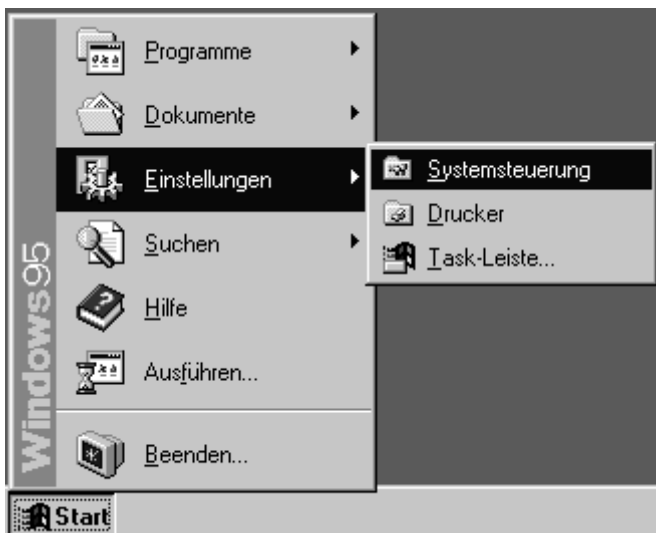 Windows95
Programme
Dokumente
Einstellungen
Suchen
Hilfe
Ausführen...
Beenden...
Systemsteuerung
Drucker
Task-Leiste...
Start